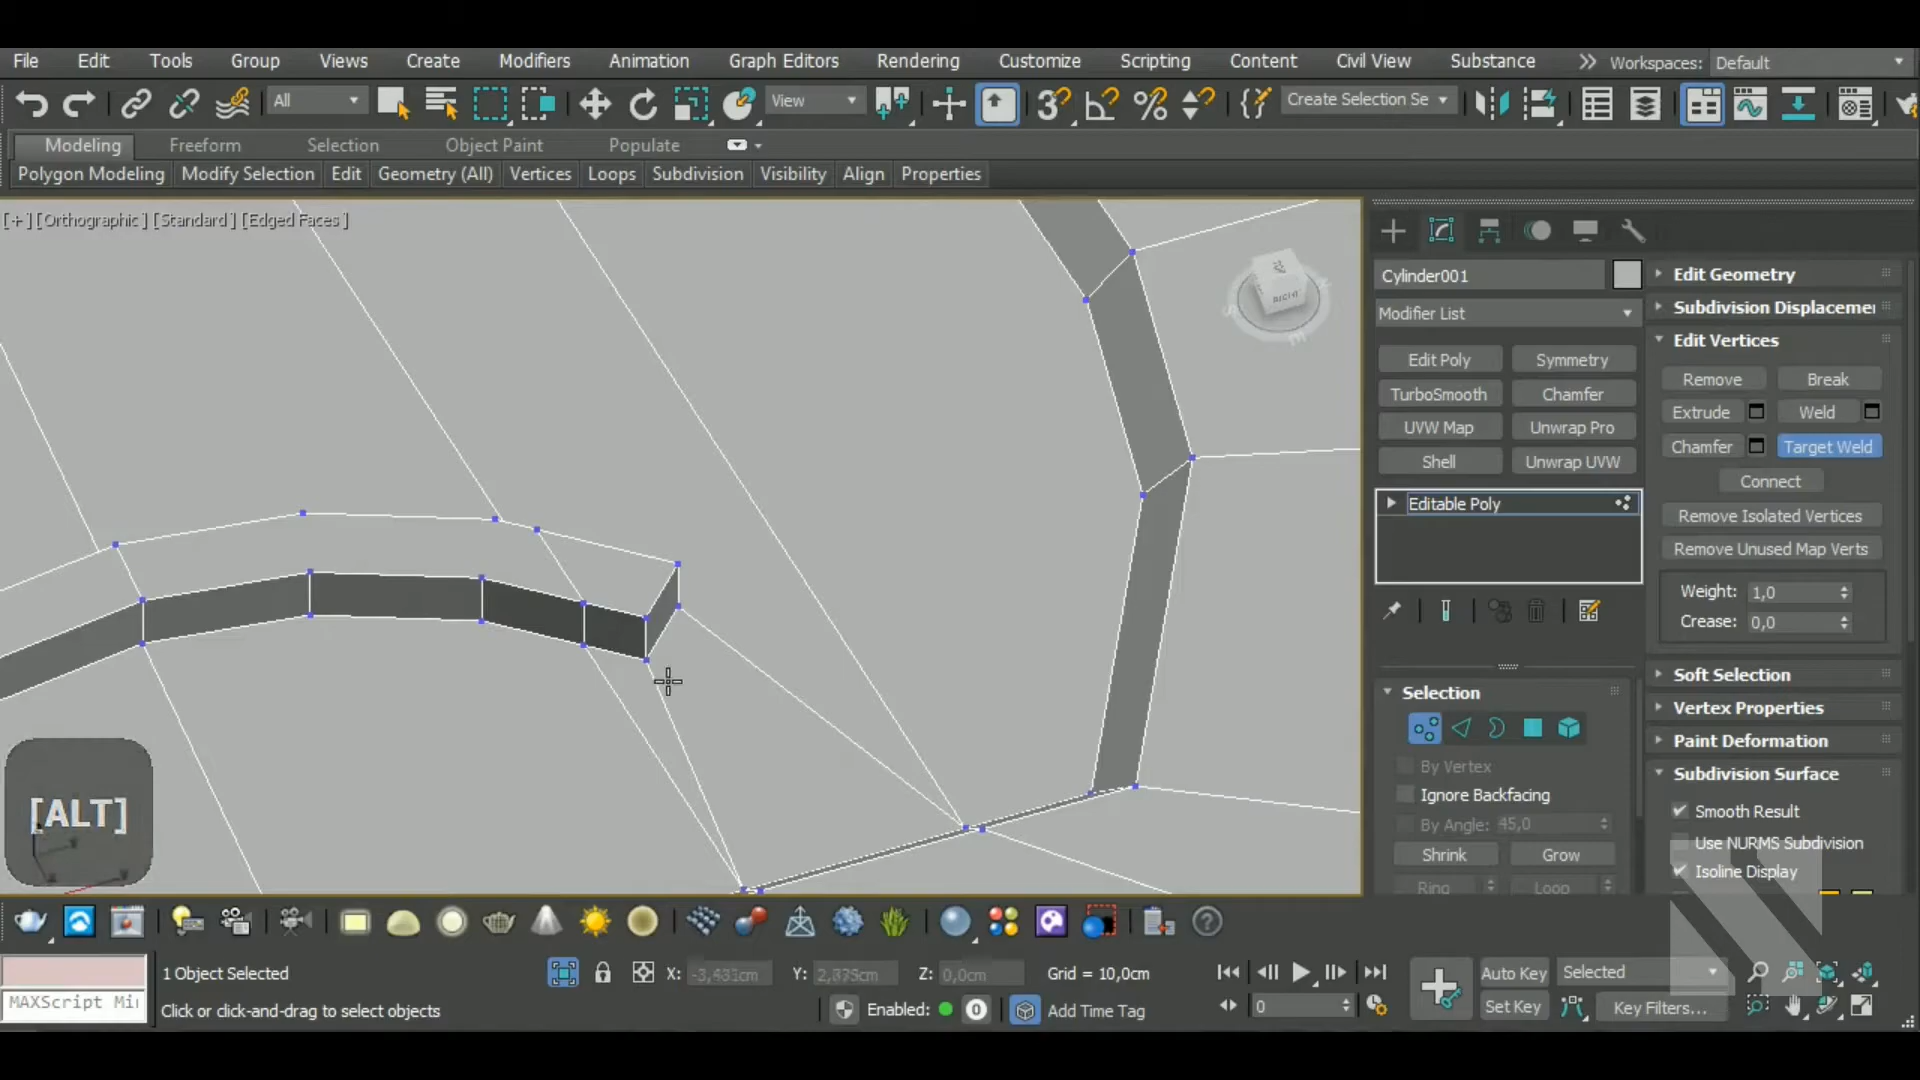 File Edit Tools Group Views Create Modifiers Animation Graph Editors Rendering Customize Scripting Content Civil View Substance Workspaces: Default
All View Create Selection Se
Modeling Freeform Selection Object Paint Populate
Polygon Modeling Modify Selection Edit Geometry (All) Vertices Loops Subdivision Visibility Align Properties
[+] [Orthographic] [Standard] [Edged Faces]
RIGHT
Cylinder001
Modifier List
Edit Poly Symmetry
TurboSmooth Chamfer
UVW Map Unwrap Pro
Shell Unwrap UVW
Editable Poly
Selection
By Vertex
Ignore Backfacing
By Angle: 45,0
Shrink Grow
Ring Loop
Edit Geometry
Subdivision Displacemen
Edit Vertices
Remove Break
Extrude Weld
Chamfer Target Weld
Connect
Remove Isolated Vertices
Remove Unused Map Verts
Weight: 1,0
Crease: 0,0
Soft Selection
Vertex Properties
Paint Deformation
Subdivision Surface
Smooth Result
Use NURMS Subdivision
Isoline Display
[ALT]
1 Object Selected X: -3,431cm Y: 2,375cm Z: 0,0cm Grid = 10,0cm Auto Key Selected
MAXScript Mi
Click or click-and-drag to select objects Enabled: 0 Add Time Tag 0 Set Key Key Filters...